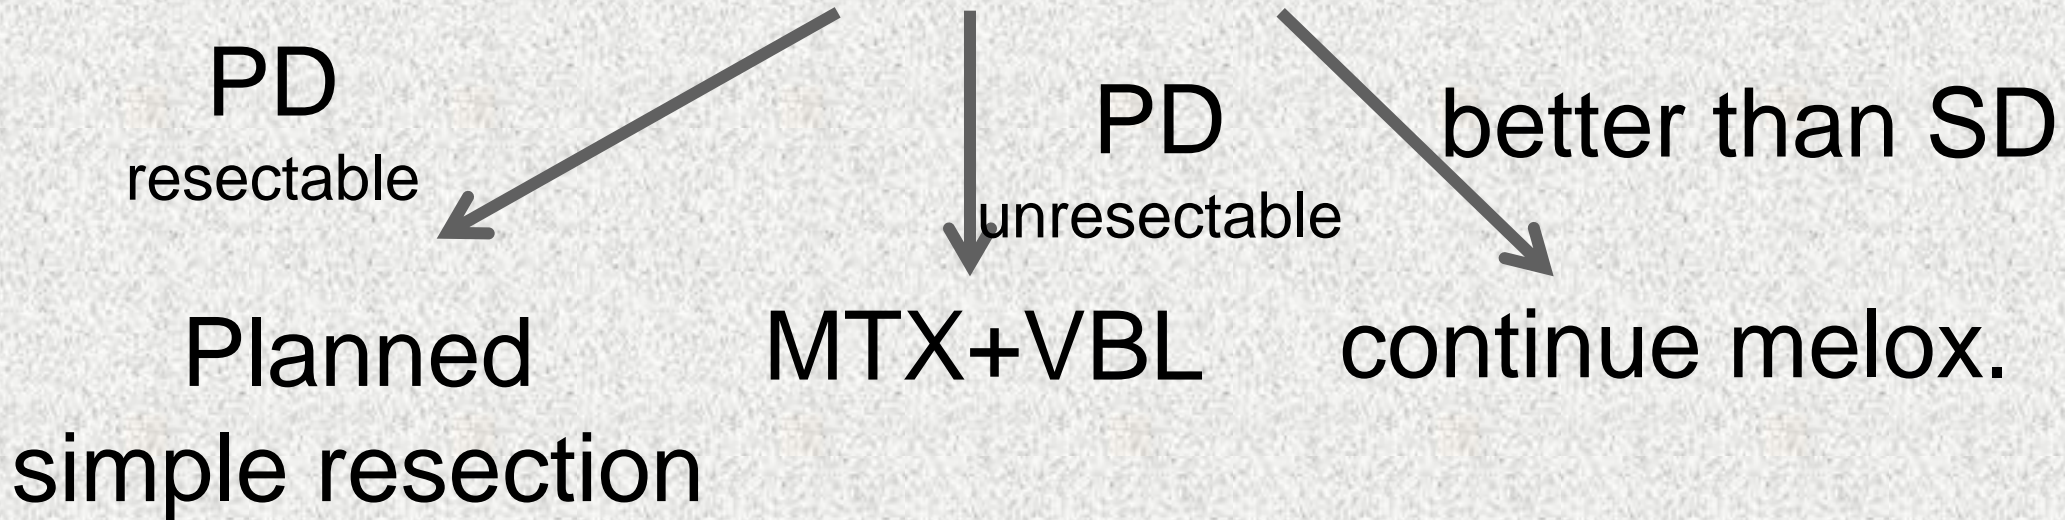 PD
resectable
PD
unresectable
better than SD
Planned
simple resection
MTX+VBL
continue melox.